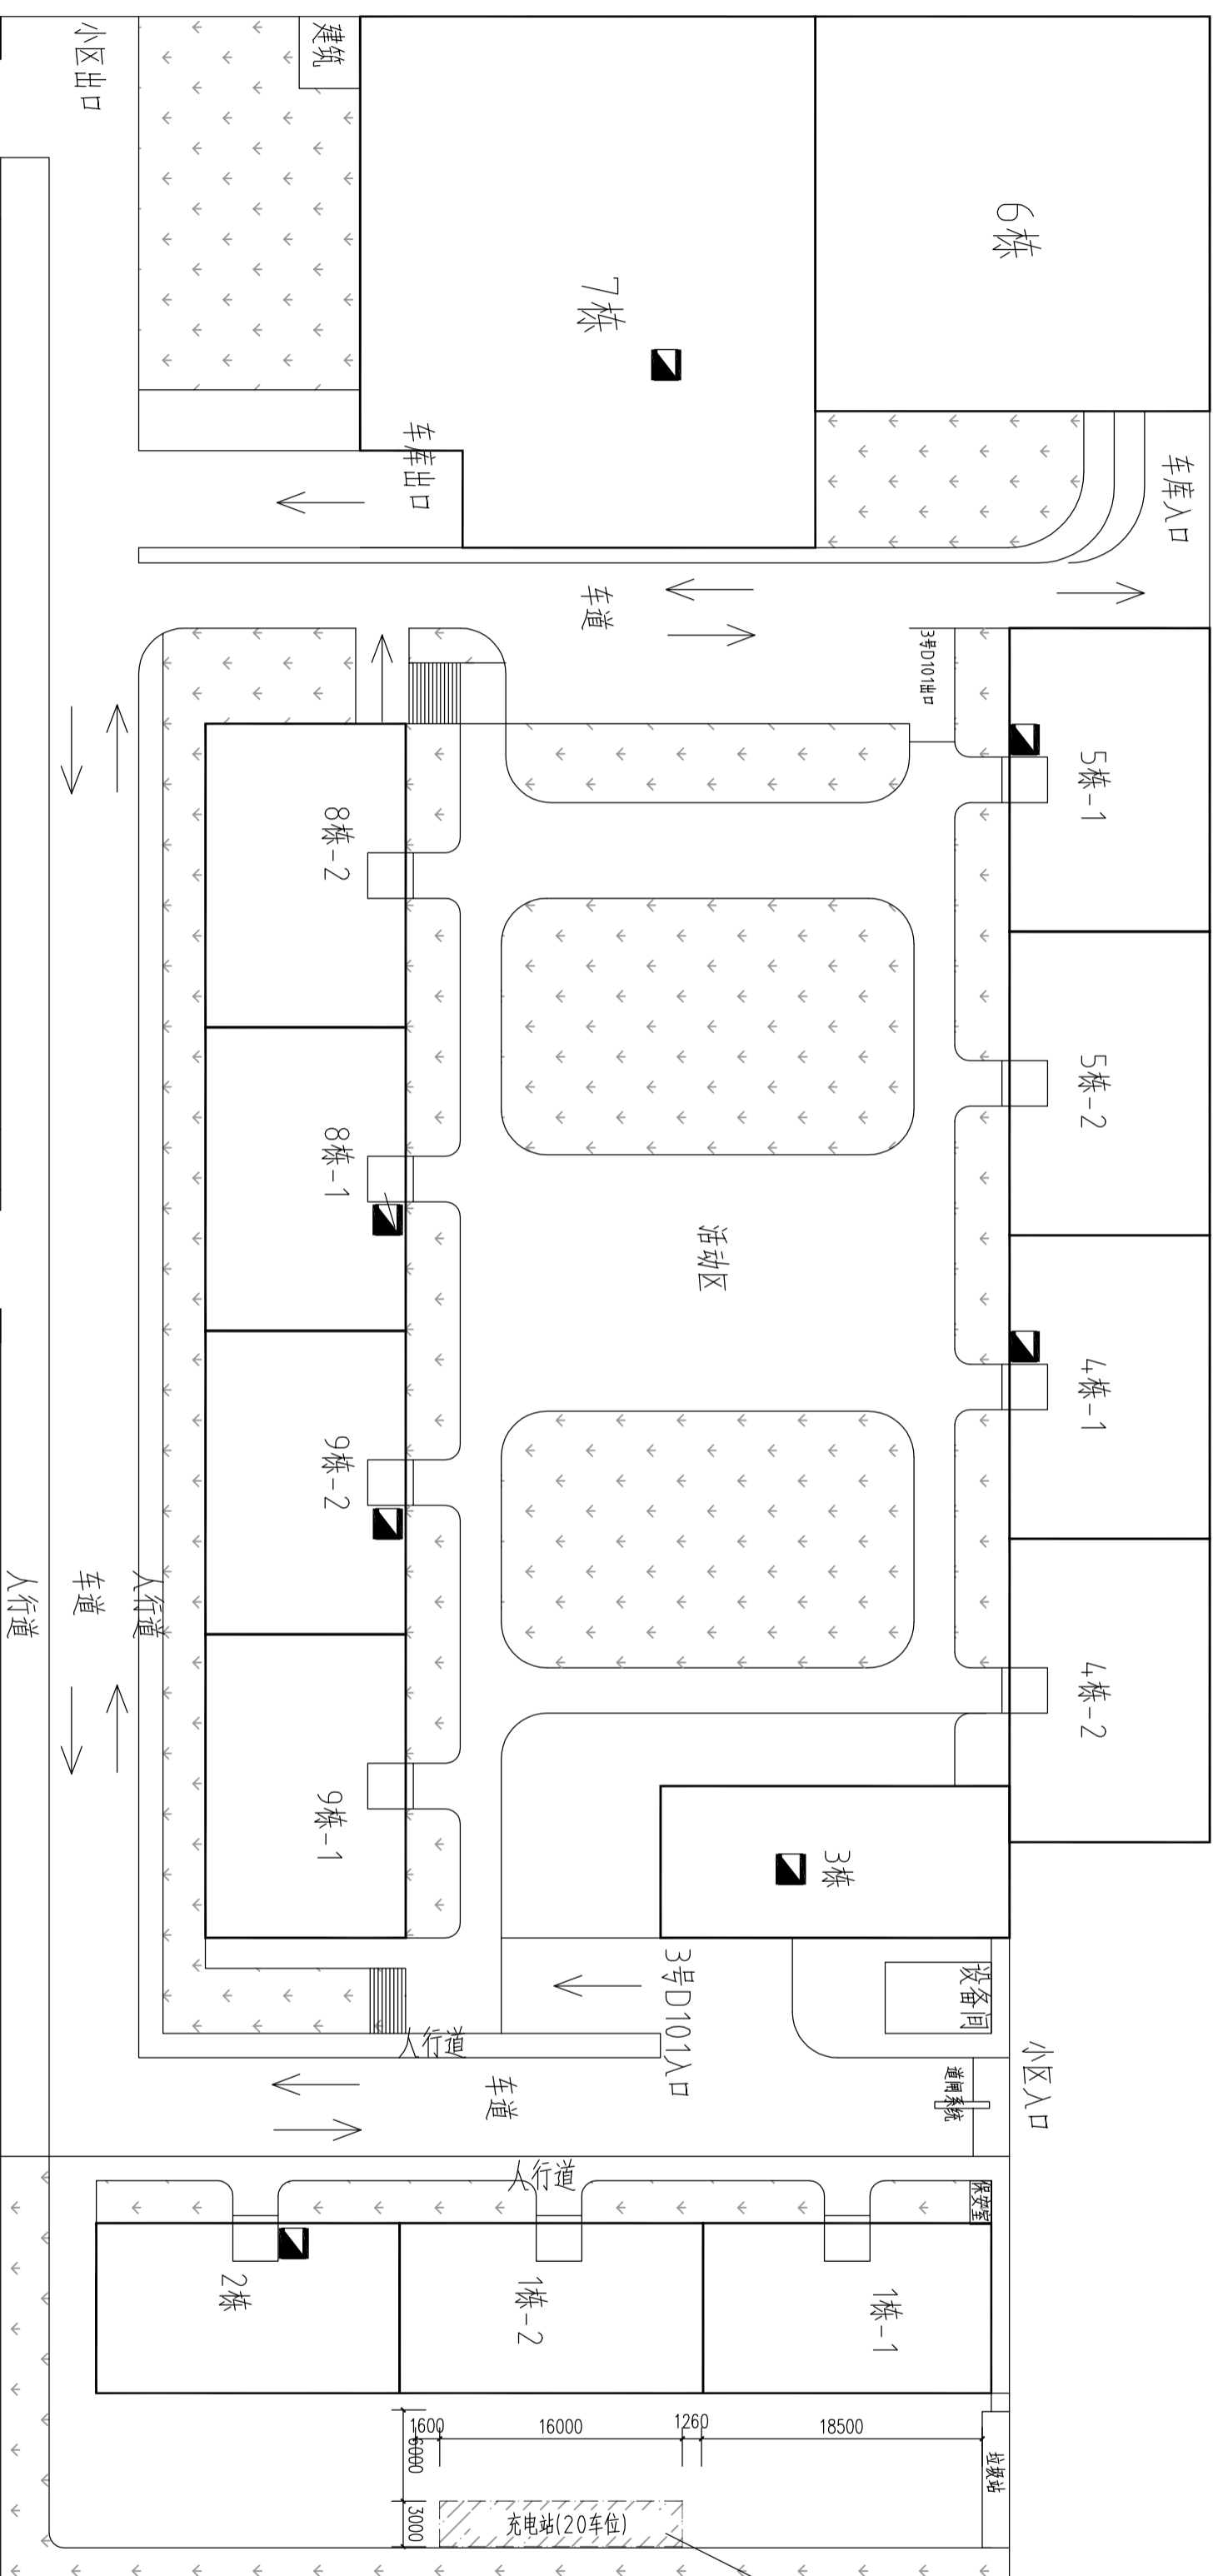 小区出口
建筑
6栋
7栋
车库出口
车库入口
车道
3号D101出口
5栋-1
8栋-2
5栋-2
8栋-1
活动区
4栋-1
9栋-2
人行道
车道
人行道
4栋-2
9栋-1
3栋
设备间
3号D101入口
人行道
小区入口
道闸系统
车道
人行道
保安室
2栋
1栋-2
1栋-1
1600
16000
1260
18500
6000
垃圾站
3000
充电站(20车位)